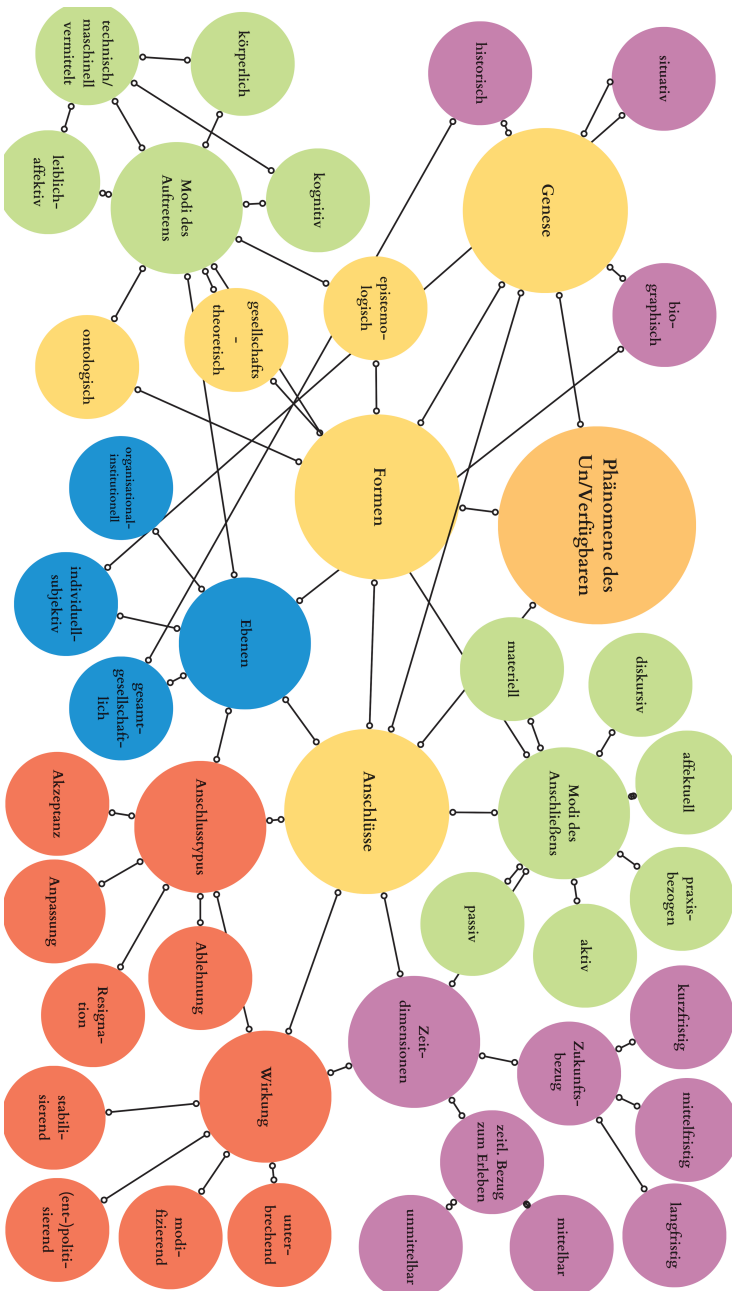 situativ
bio-
graphisch
historisch
Genese
Phänomene des
Un/Verfügbaren
diskursiv
affektuell
praxis-
bezogen
materiell
Modi des
Anschließens
aktiv
passiv
kurzfristig
mittelfristig
langfristig
Zukunfts-
bezug
zeitl. Bezug
zum Erleben
mittelbar
unmittelbar
Zeit-
dimensionen
körperlich
kognitiv
technisch/
maschinell
vermittelt
leiblich-
affektiv
Modi des
Auftretens
epistemo-
logisch
gesellschafts
-
theoretisch
ontologisch
Formen
Anschlüsse
Ebenen
organisational-
institutionell
individuell-
subjektiv
gesamt-
gesellschaft-
lich
Anschlusstypus
Akzeptanz
Anpassung
Resigna-
tion
Ablehnung
Wirkung
stabili-
sierend
(ent-)politi-
sierend
modi-
fizierend
unter-
brechend